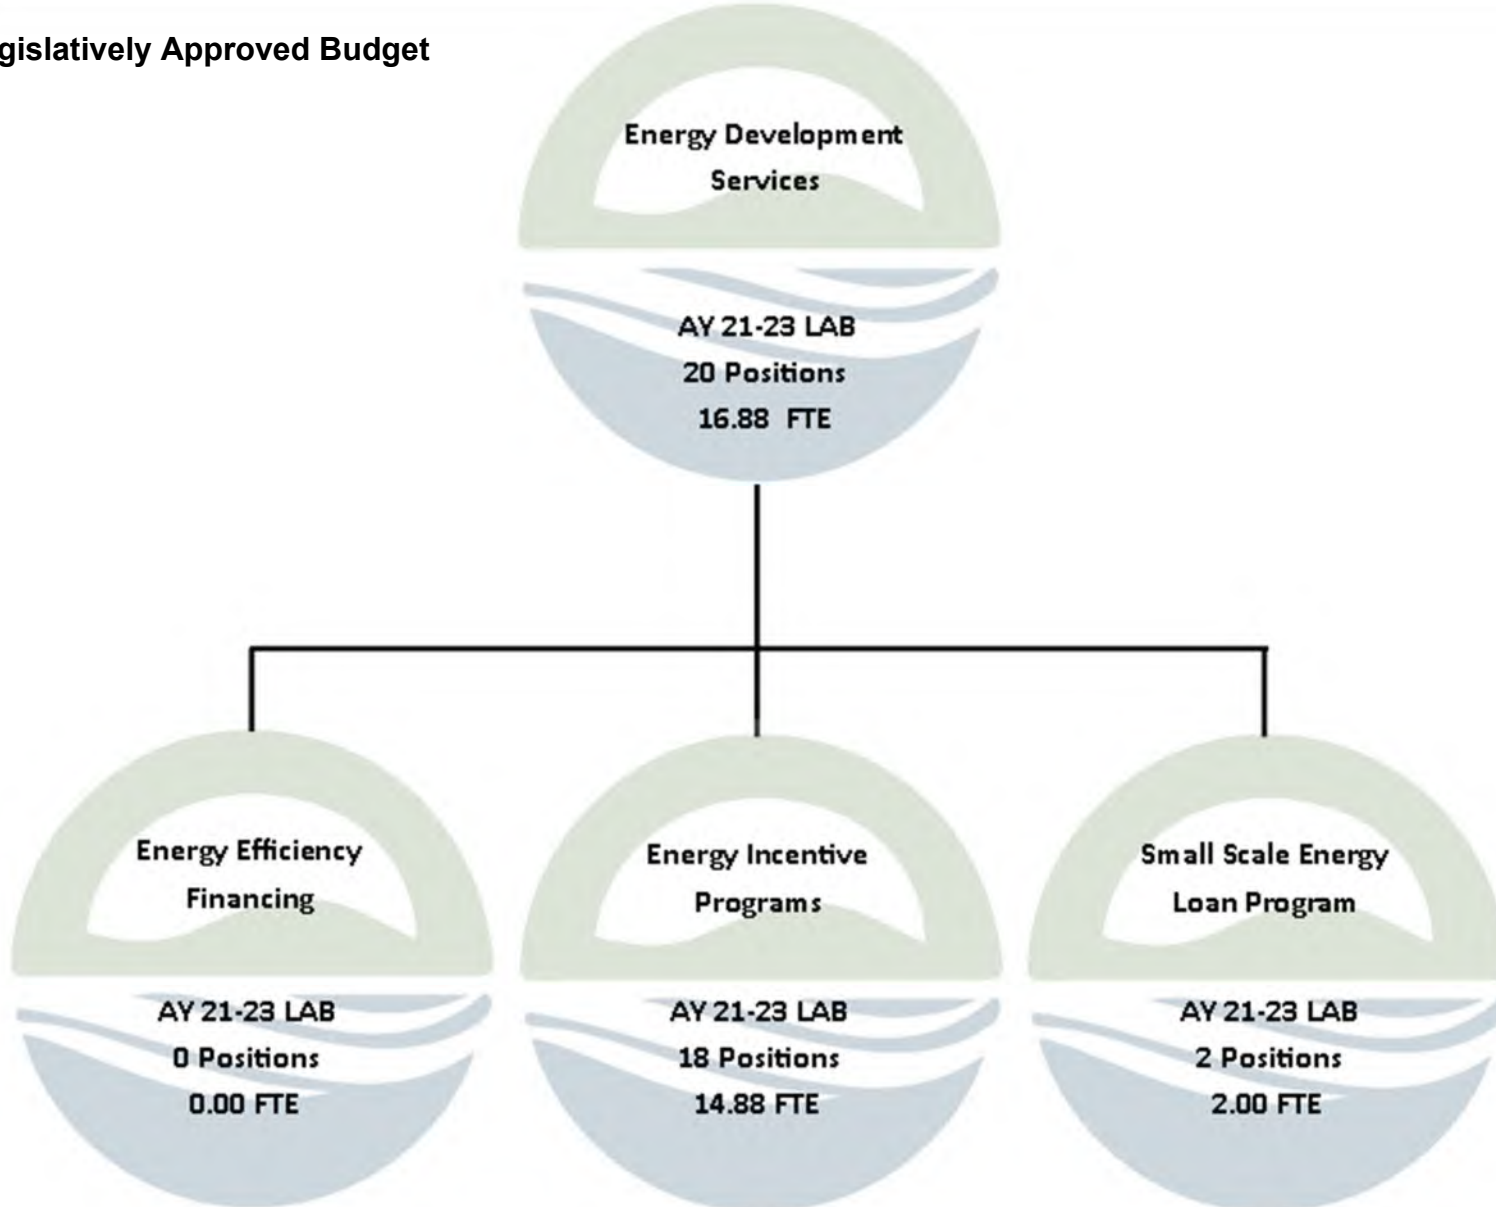 gislatively Approved Budget
Energy Development
Services
AY 21-23 LAB
20 Positions
16.88 FTE
Energy Efficiency
Financing
AY 21-23 LAB
0 Positions
0.00 FTE
Energy Incentive
Programs
AY 21-23 LAB
18 Positions
14.88 FTE
Small Scale Energy
Loan Program
AY 21-23 LAB
2 Positions
2.00 FTE